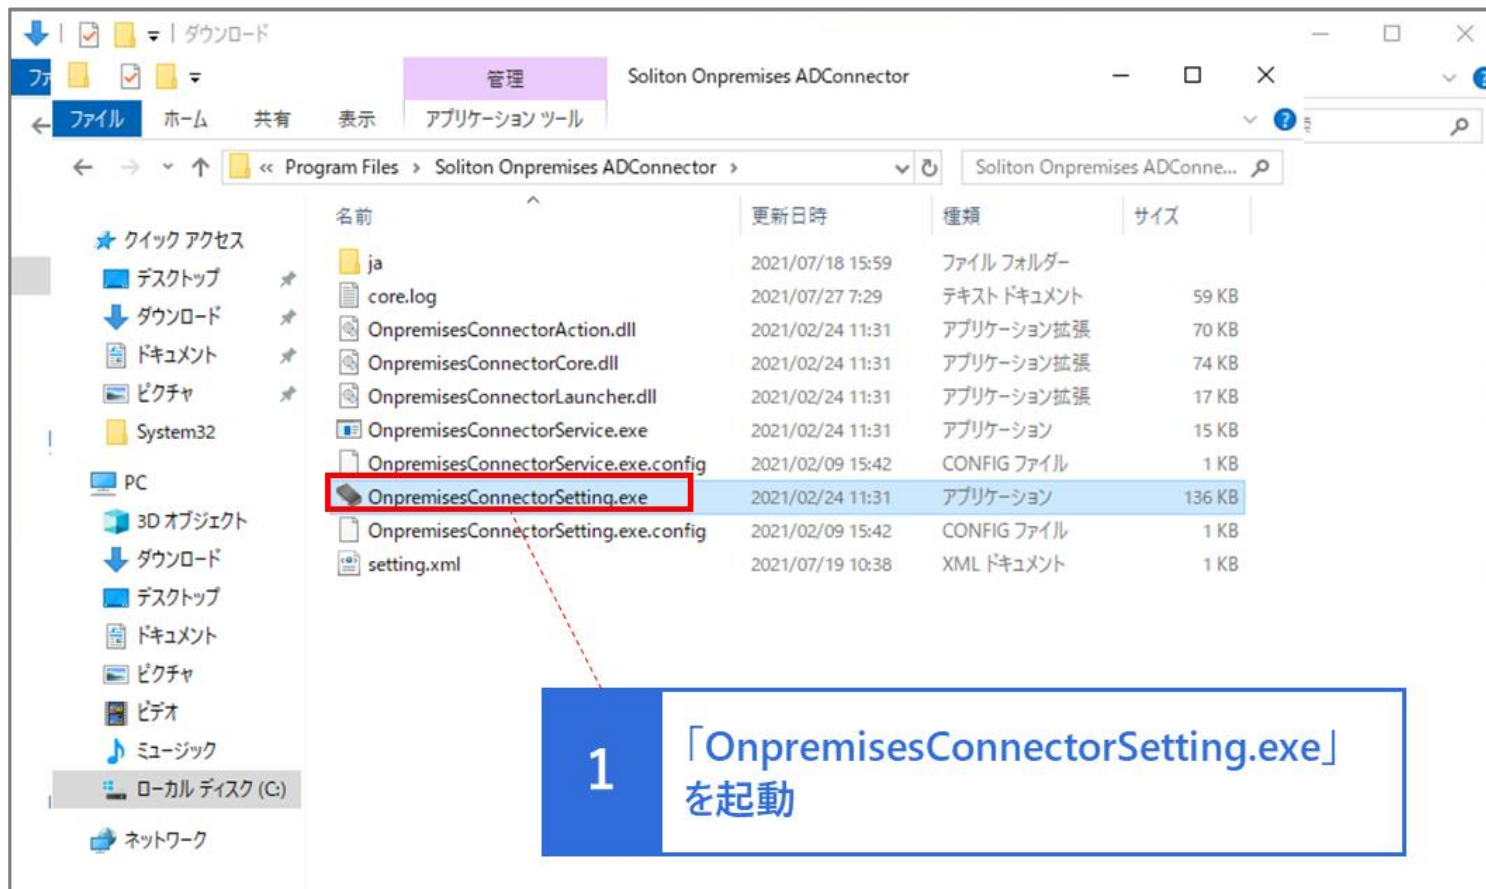 ダウンロード
管理
Soliton Onpremises ADConnector
ファイル ホーム 共有 表示 アプリケーション ツール
« Program Files › Soliton Onpremises ADConnector ›
Soliton Onpremises ADConne...
名前 更新日時 種類 サイズ
クイック アクセス
デスクトップ
ダウンロード
ドキュメント
ピクチャ
System32
PC
3D オブジェクト
ダウンロード
デスクトップ
ドキュメント
ピクチャ
ビデオ
ミュージック
ローカル ディスク (C:)
ネットワーク
ja 2021/07/18 15:59 ファイル フォルダー
core.log 2021/07/27 7:29 テキスト ドキュメント 59 KB
OnpremisesConnectorAction.dll 2021/02/24 11:31 アプリケーション拡張 70 KB
OnpremisesConnectorCore.dll 2021/02/24 11:31 アプリケーション拡張 74 KB
OnpremisesConnectorLauncher.dll 2021/02/24 11:31 アプリケーション拡張 17 KB
OnpremisesConnectorService.exe 2021/02/24 11:31 アプリケーション 15 KB
OnpremisesConnectorService.exe.config 2021/02/09 15:42 CONFIG ファイル 1 KB
OnpremisesConnectorSetting.exe 2021/02/24 11:31 アプリケーション 136 KB
OnpremisesConnectorSetting.exe.config 2021/02/09 15:42 CONFIG ファイル 1 KB
setting.xml 2021/07/19 10:38 XML ドキュメント 1 KB
1
「OnpremisesConnectorSetting.exe」
を起動